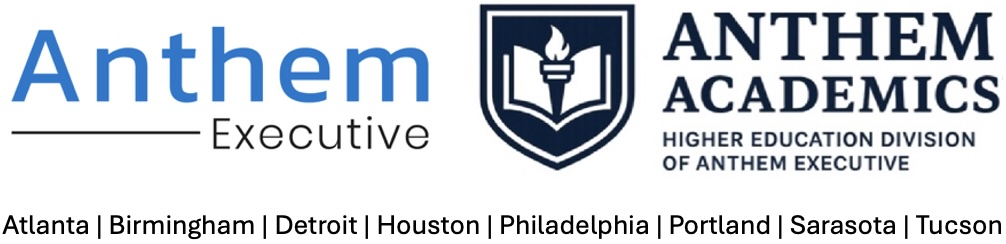 Anthem
Executive
ANTHEM
ACADEMICS
HIGHER EDUCATION DIVISION
OF ANTHEM EXECUTIVE
Atlanta | Birmingham | Detroit | Houston | Philadelphia | Portland | Sarasota | Tucson